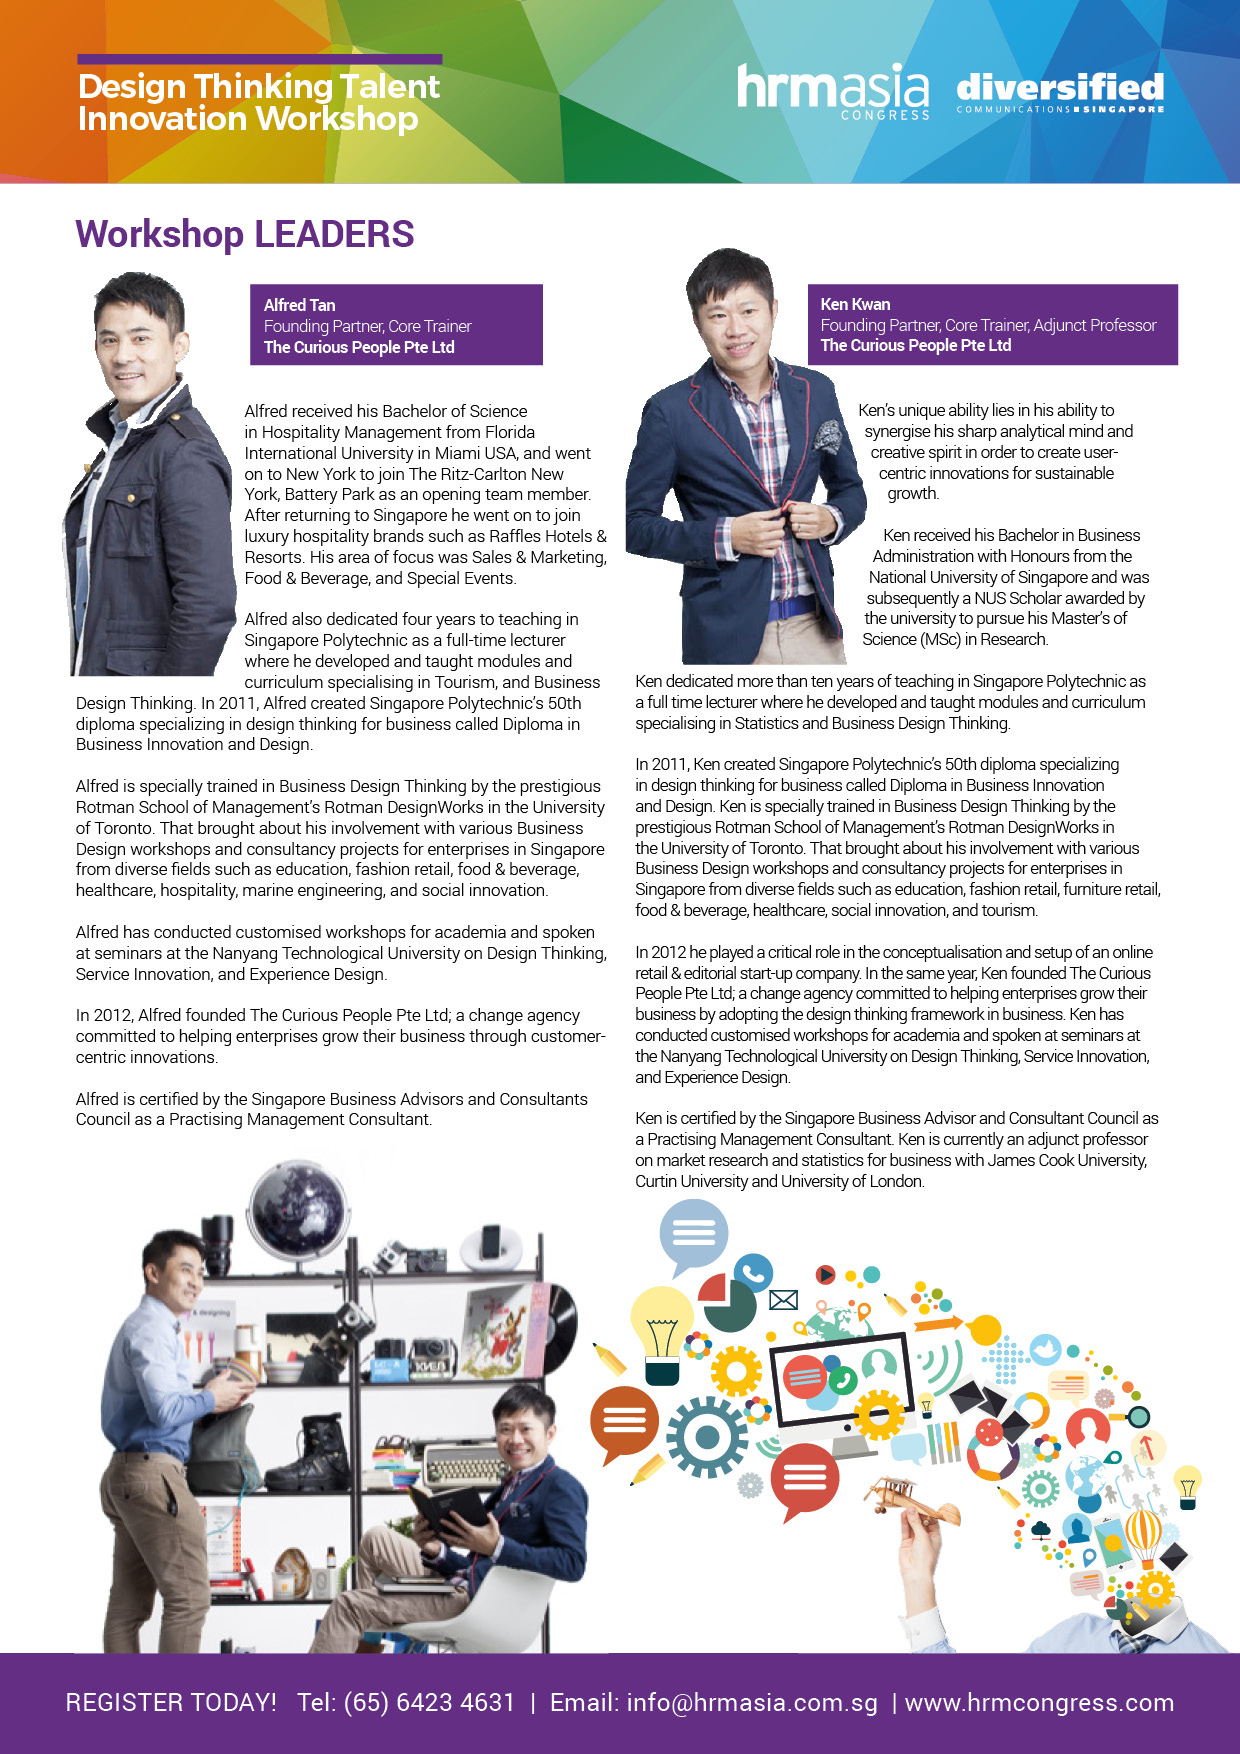 Design Thinking Talent
Innovation Workshop
hrmasia
CONGRESS
diversified
COMMUNICATIONS ■ SINGAPORE
Workshop LEADERS
Alfred Tan
Founding Partner, Core Trainer
The Curious People Pte Ltd
Alfred received his Bachelor of Science
in Hospitality Management from Florida
International University in Miami USA, and went
on to New York to join The Ritz-Carlton New
York, Battery Park as an opening team member.
After returning to Singapore he went on to join
luxury hospitality brands such as Raffles Hotels &
Resorts. His area of focus was Sales & Marketing,
Food & Beverage, and Special Events.
Alfred also dedicated four years to teaching in
Singapore Polytechnic as a full-time lecturer
where he developed and taught modules and
curriculum specialising in Tourism, and Business
Design Thinking. In 2011, Alfred created Singapore Polytechnic's 50th
diploma specializing in design thinking for business called Diploma in
Business Innovation and Design.
Alfred is specially trained in Business Design Thinking by the prestigious
Rotman School of Management's Rotman DesignWorks in the University
of Toronto. That brought about his involvement with various Business
Design workshops and consultancy projects for enterprises in Singapore
from diverse fields such as education, fashion retail, food & beverage,
healthcare, hospitality, marine engineering, and social innovation.
Alfred has conducted customised workshops for academia and spoken
at seminars at the Nanyang Technological University on Design Thinking,
Service Innovation, and Experience Design.
In 2012, Alfred founded The Curious People Pte Ltd; a change agency
committed to helping enterprises grow their business through customer-
centric innovations.
Alfred is certified by the Singapore Business Advisors and Consultants
Council as a Practising Management Consultant.
Ken Kwan
Founding Partner, Core Trainer, Adjunct Professor
The Curious People Pte Ltd
Ken's unique ability lies in his ability to
synergise his sharp analytical mind and
creative spirit in order to create user-
centric innovations for sustainable
growth.
Ken received his Bachelor in Business
Administration with Honours from the
National University of Singapore and was
subsequently a NUS Scholar awarded by
the university to pursue his Master's of
Science (MSc) in Research.
Ken dedicated more than ten years of teaching in Singapore Polytechnic as
a full time lecturer where he developed and taught modules and curriculum
specialising in Statistics and Business Design Thinking.
In 2011, Ken created Singapore Polytechnic's 50th diploma specializing
in design thinking for business called Diploma in Business Innovation
and Design. Ken is specially trained in Business Design Thinking by the
prestigious Rotman School of Management's Rotman DesignWorks in
the University of Toronto. That brought about his involvement with various
Business Design workshops and consultancy projects for enterprises in
Singapore from diverse fields such as education, fashion retail, furniture retail,
food & beverage, healthcare, social innovation, and tourism.
In 2012 he played a critical role in the conceptualisation and setup of an online
retail & editorial start-up company. In the same year, Ken founded The Curious
People Pte Ltd; a change agency committed to helping enterprises grow their
business by adopting the design thinking framework in business. Ken has
conducted customised workshops for academia and spoken at seminars at
the Nanyang Technological University on Design Thinking, Service Innovation,
and Experience Design.
Ken is certified by the Singapore Business Advisor and Consultant Council as
a Practising Management Consultant. Ken is currently an adjunct professor
on market research and statistics for business with James Cook University,
Curtin University and University of London.
& designing
REGISTER TODAY! Tel: (65) 6423 4631 | Email: info@hrmasia.com.sg | www.hrmcongress.com